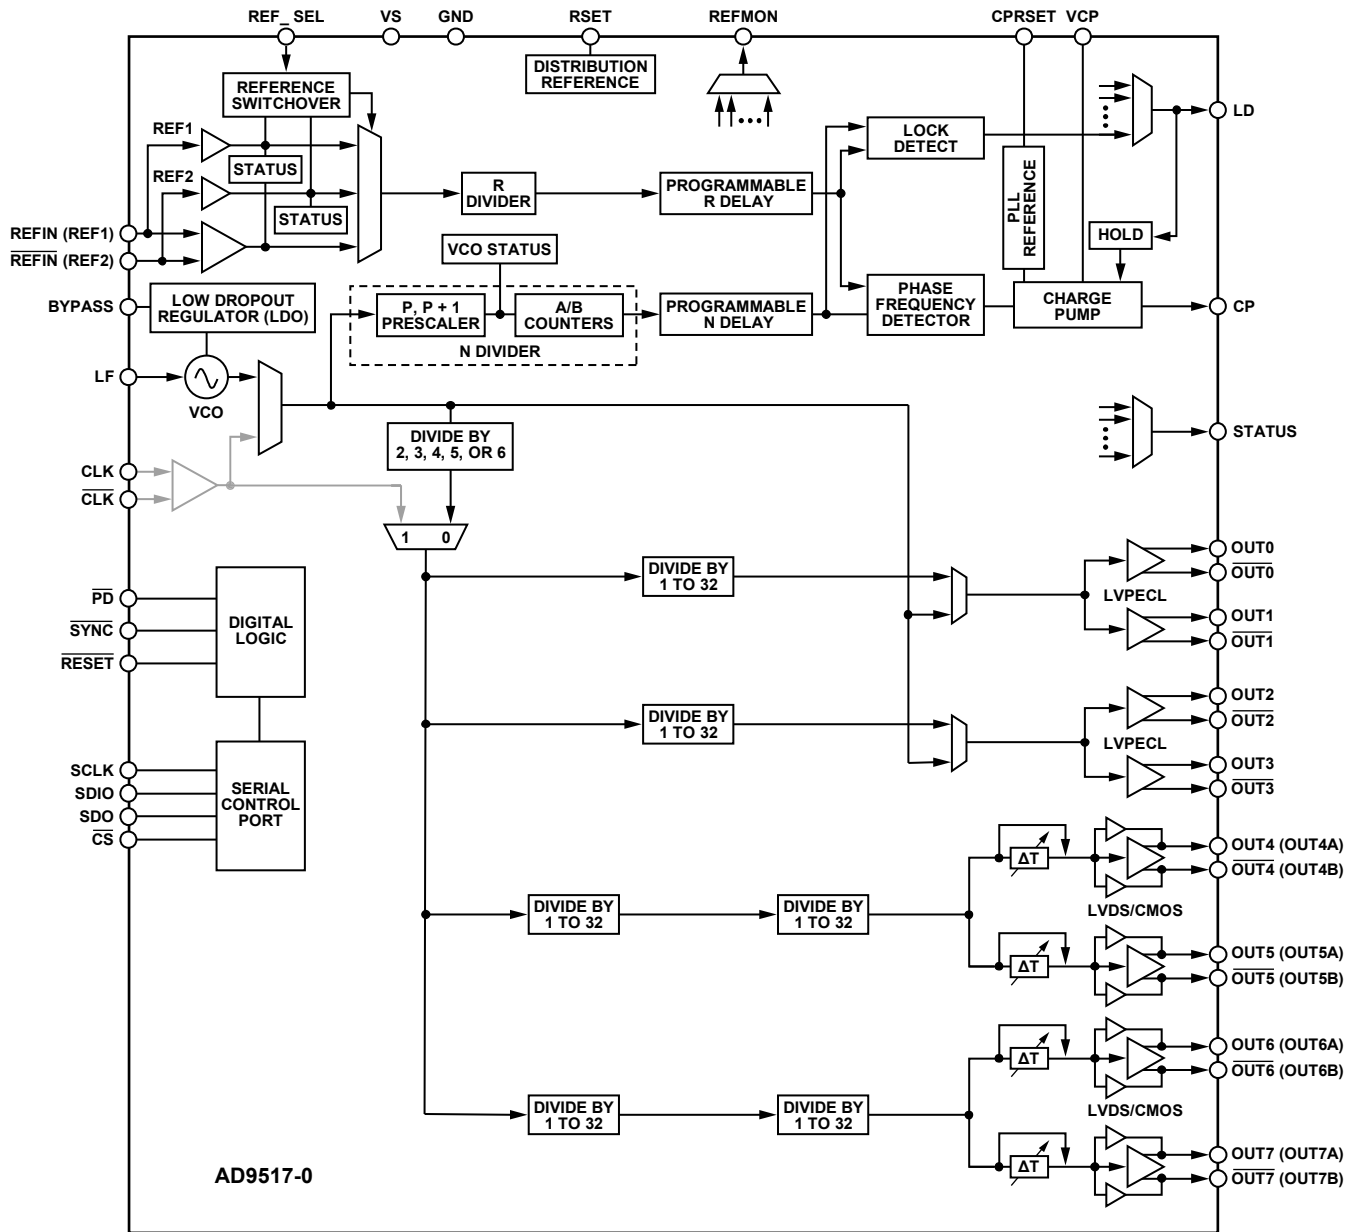 REF_SEL
VS
GND
RSET
REFMON
CPRSET
VCP
DISTRIBUTION
REFERENCE
REFERENCE
SWITCHOVER
REF1
STATUS
REF2
STATUS
R
DIVIDER
PROGRAMMABLE
R DELAY
LOCK
DETECT
PLL
REFERENCE
LD
HOLD
REFIN (REF1)
REFIN (REF2)
VCO STATUS
BYPASS
LOW DROPOUT
REGULATOR (LDO)
P, P + 1
PRESCALER
A/B
COUNTERS
N DIVIDER
PROGRAMMABLE
N DELAY
PHASE
FREQUENCY
DETECTOR
CHARGE
PUMP
CP
LF
VCO
DIVIDE BY
2, 3, 4, 5, OR 6
STATUS
CLK
CLK
1 0
PD
SYNC
RESET
DIGITAL
LOGIC
DIVIDE BY
1 TO 32
LVPECL
OUT0
OUT0
OUT1
OUT1
DIVIDE BY
1 TO 32
LVPECL
OUT2
OUT2
OUT3
OUT3
SCLK
SDIO
SDO
CS
SERIAL
CONTROL
PORT
DIVIDE BY
1 TO 32
DIVIDE BY
1 TO 32
ΔT
ΔT
LVDS/CMOS
OUT4 (OUT4A)
OUT4 (OUT4B)
OUT5 (OUT5A)
OUT5 (OUT5B)
DIVIDE BY
1 TO 32
DIVIDE BY
1 TO 32
ΔT
ΔT
LVDS/CMOS
OUT6 (OUT6A)
OUT6 (OUT6B)
OUT7 (OUT7A)
OUT7 (OUT7B)
AD9517-0